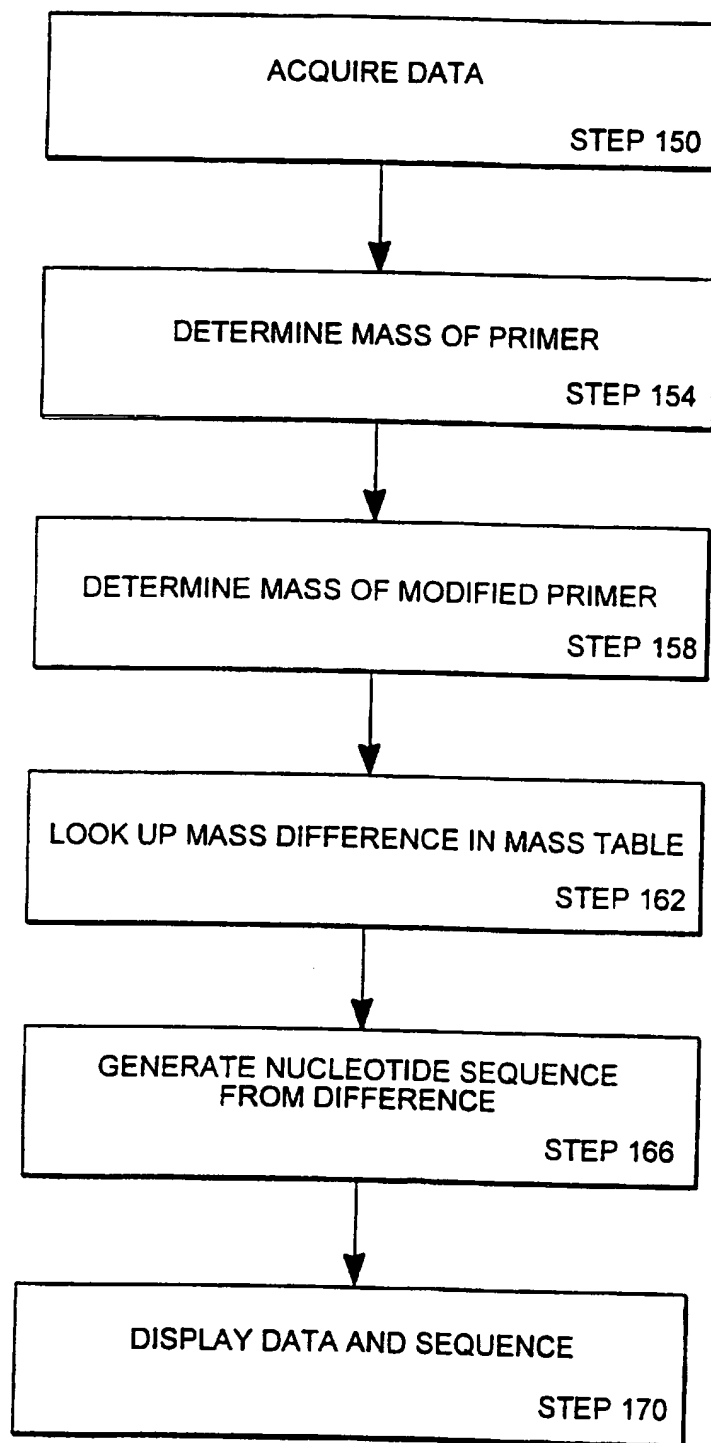 ACQUIRE DATA
STEP 150
DETERMINE MASS OF PRIMER
STEP 154
DETERMINE MASS OF MODIFIED PRIMER
STEP 158
LOOK UP MASS DIFFERENCE IN MASS TABLE
STEP 162
GENERATE NUCLEOTIDE SEQUENCE
FROM DIFFERENCE
STEP 166
DISPLAY DATA AND SEQUENCE
STEP 170